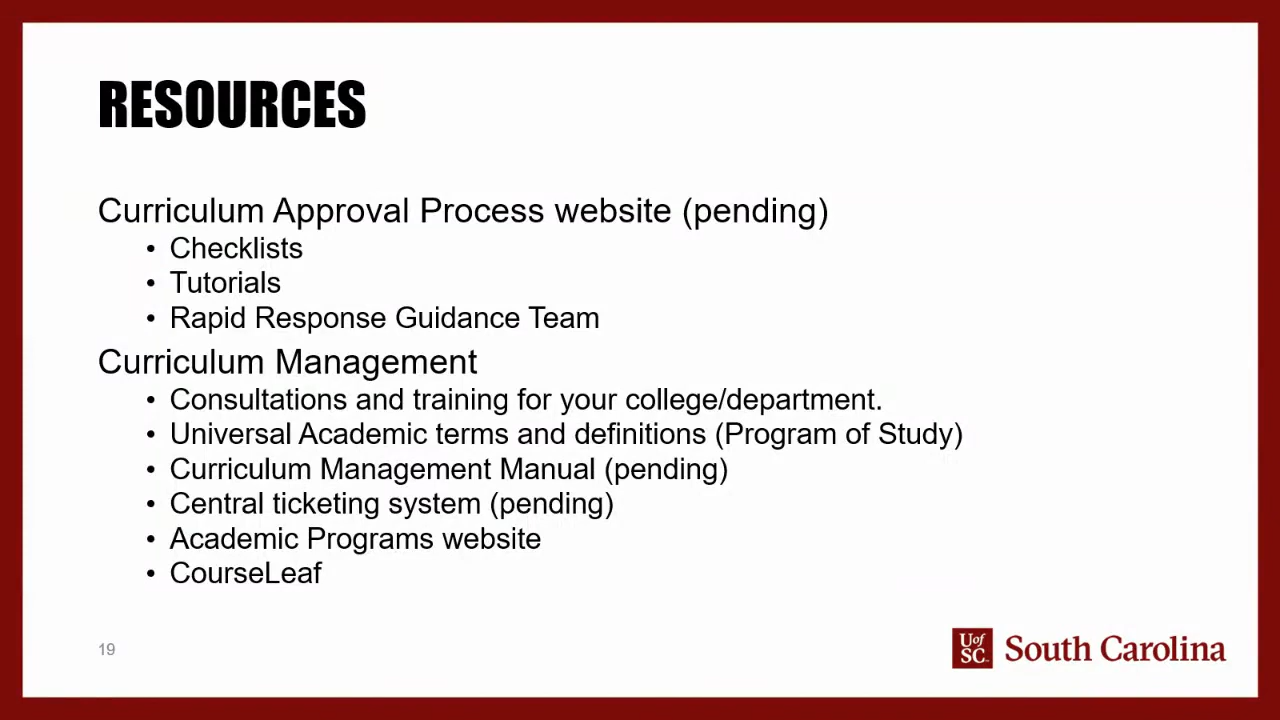 RESOURCES
Curriculum Approval Process website (pending)
• Checklists
• Tutorials
• Rapid Response Guidance Team
Curriculum Management
• Consultations and training for your college/department.
• Universal Academic terms and definitions (Program of Study)
• Curriculum Management Manual (pending)
• Central ticketing system (pending)
• Academic Programs website
• CourseLeaf
19
UofSC South Carolina